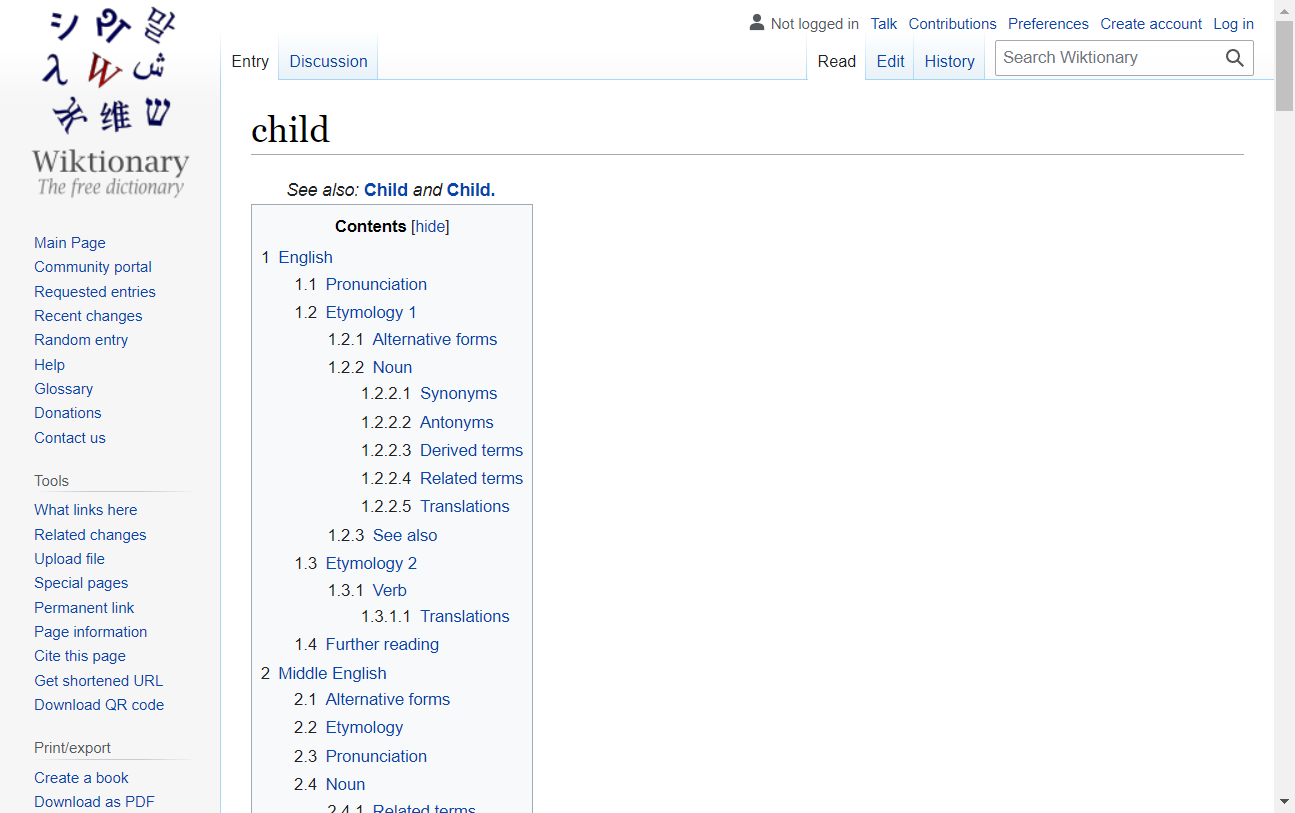 シ ش λ W 维 ש
Wiktionary
The free dictionary
Not logged in Talk Contributions Preferences Create account Log in
Entry Discussion Read Edit History Search Wiktionary
child
See also: Child and Child.
Contents [hide]
1 English
1.1 Pronunciation
1.2 Etymology 1
1.2.1 Alternative forms
1.2.2 Noun
1.2.2.1 Synonyms
1.2.2.2 Antonyms
1.2.2.3 Derived terms
1.2.2.4 Related terms
1.2.2.5 Translations
1.2.3 See also
1.3 Etymology 2
1.3.1 Verb
1.3.1.1 Translations
1.4 Further reading
2 Middle English
2.1 Alternative forms
2.2 Etymology
2.3 Pronunciation
2.4 Noun
2.4.1 Related terms
Main Page
Community portal
Requested entries
Recent changes
Random entry
Help
Glossary
Donations
Contact us
Tools
What links here
Related changes
Upload file
Special pages
Permanent link
Page information
Cite this page
Get shortened URL
Download QR code
Print/export
Create a book
Download as PDF